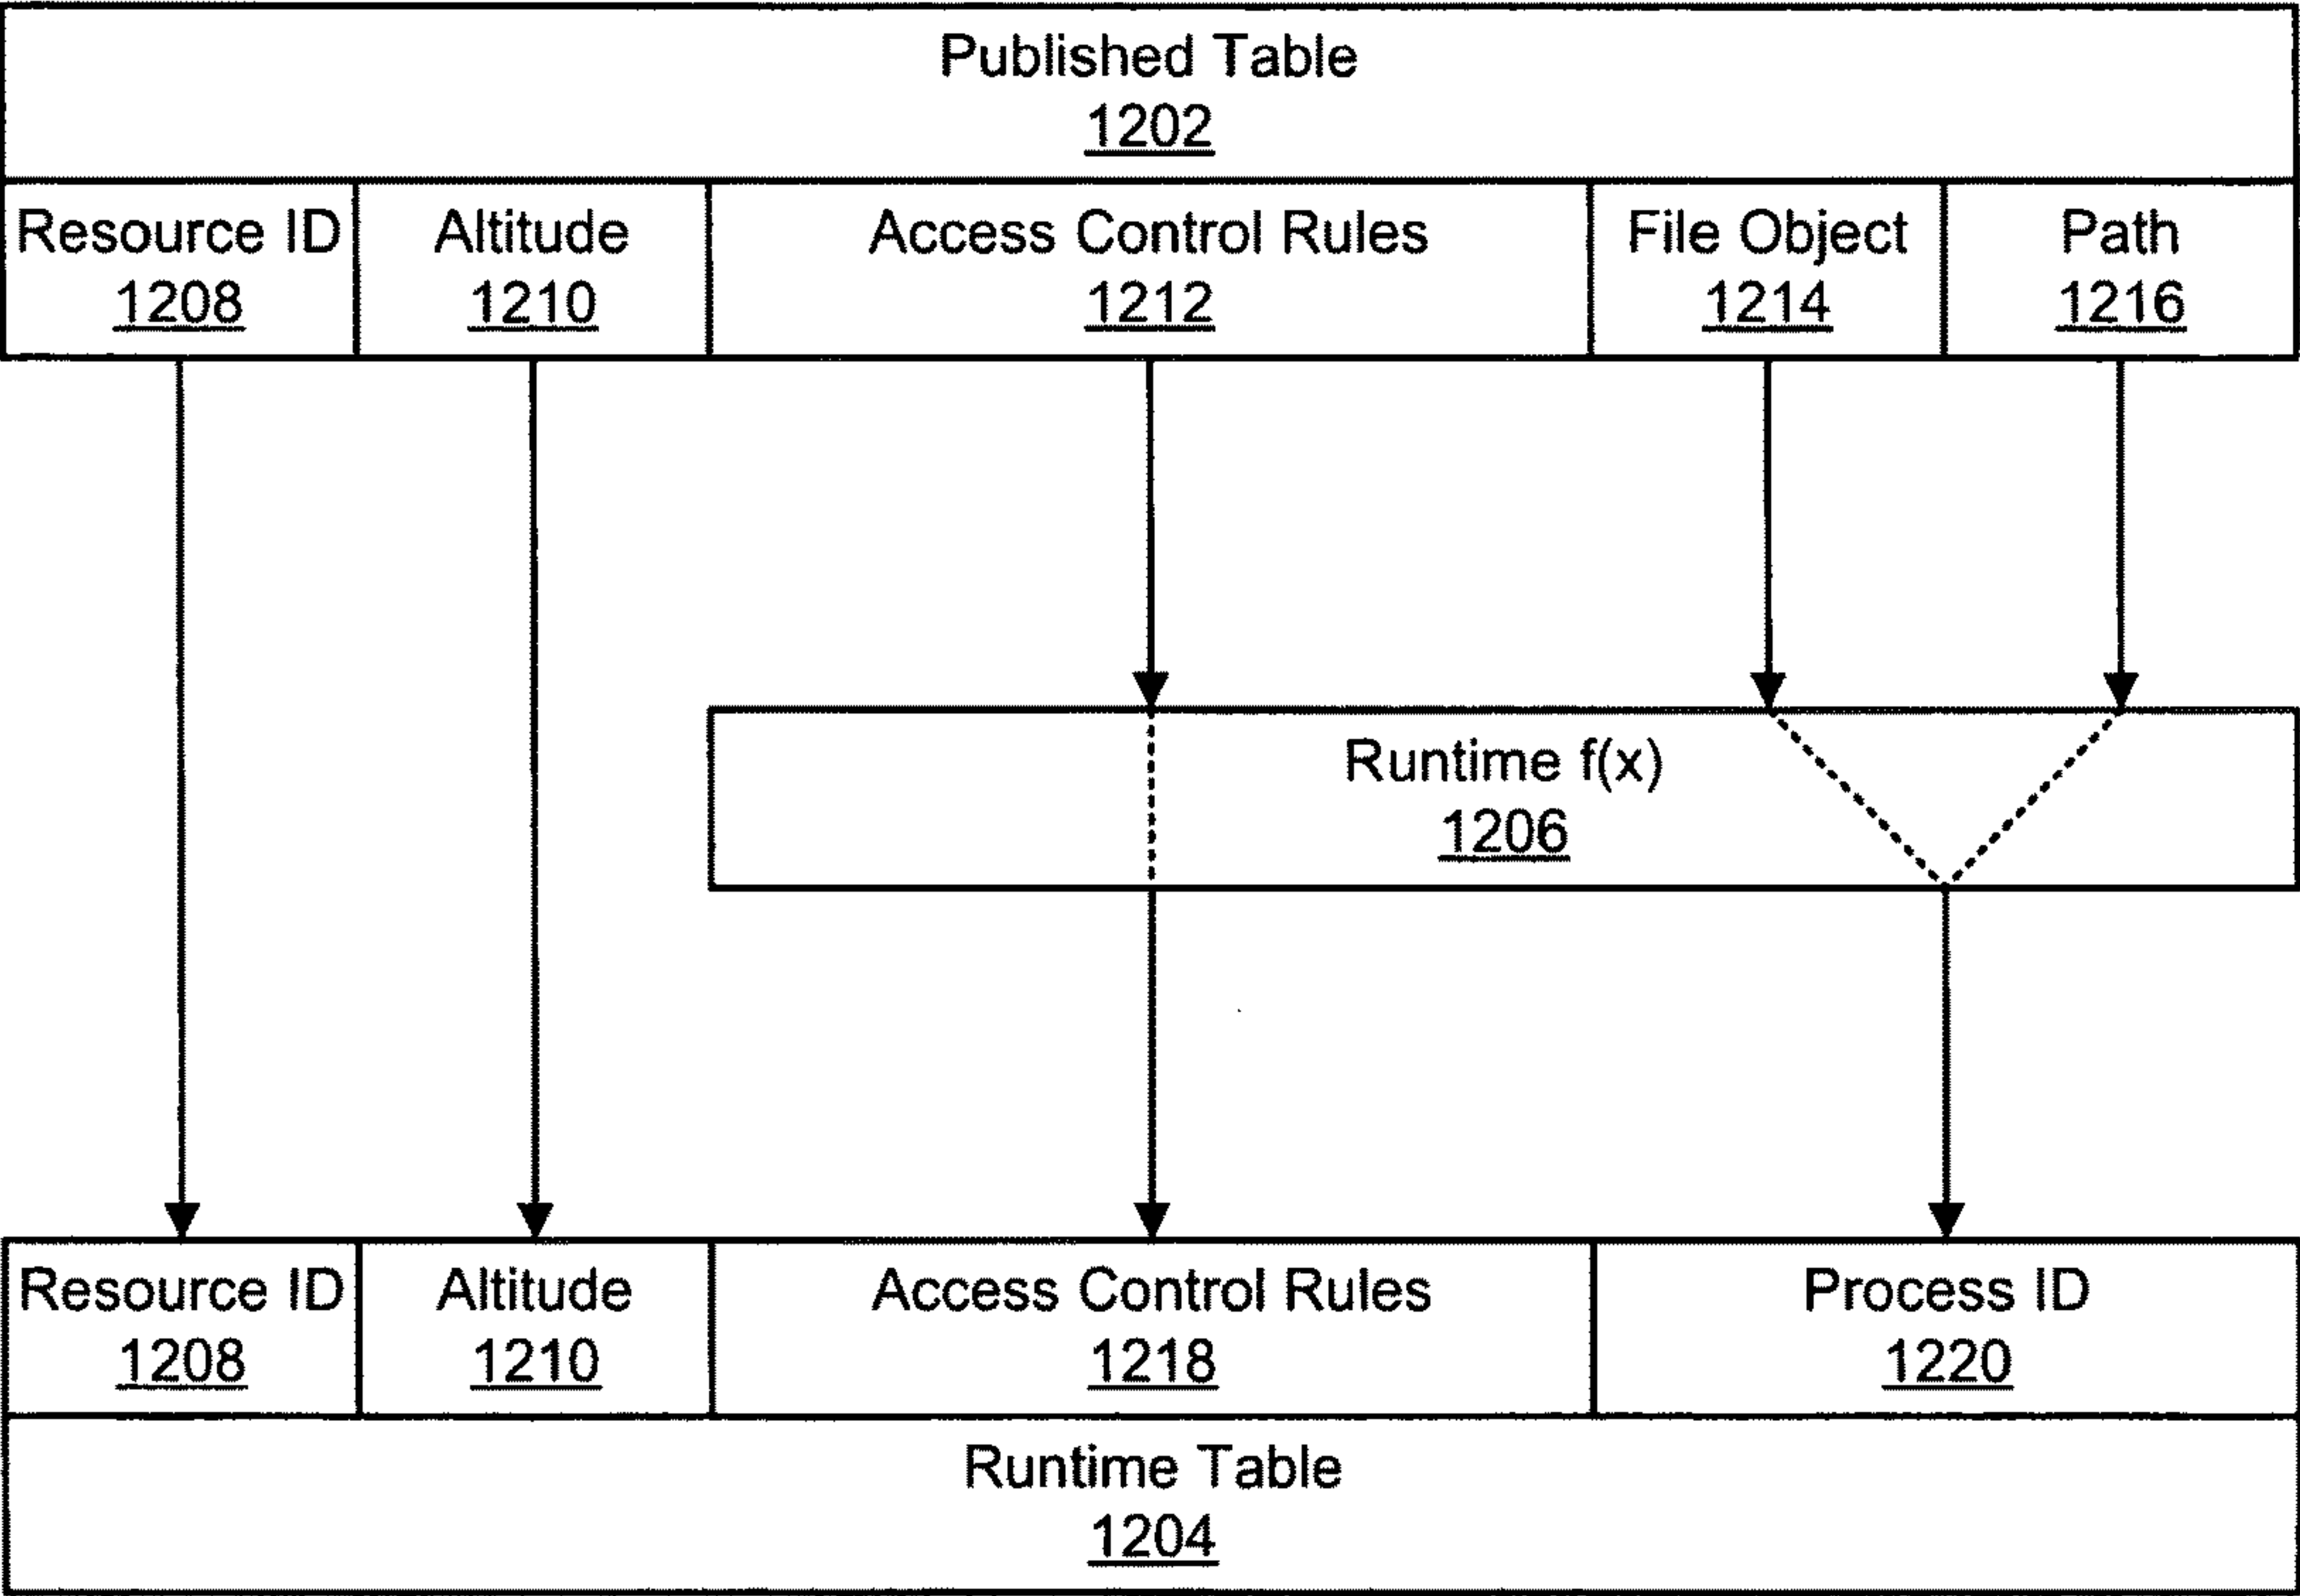 Published Table
1202
Resource ID
1208
Altitude
1210
Access Control Rules
1212
File Object
1214
Path
1216
Runtime f(x)
1206
Resource ID
1208
Altitude
1210
Access Control Rules
1218
Process ID
1220
Runtime Table
1204